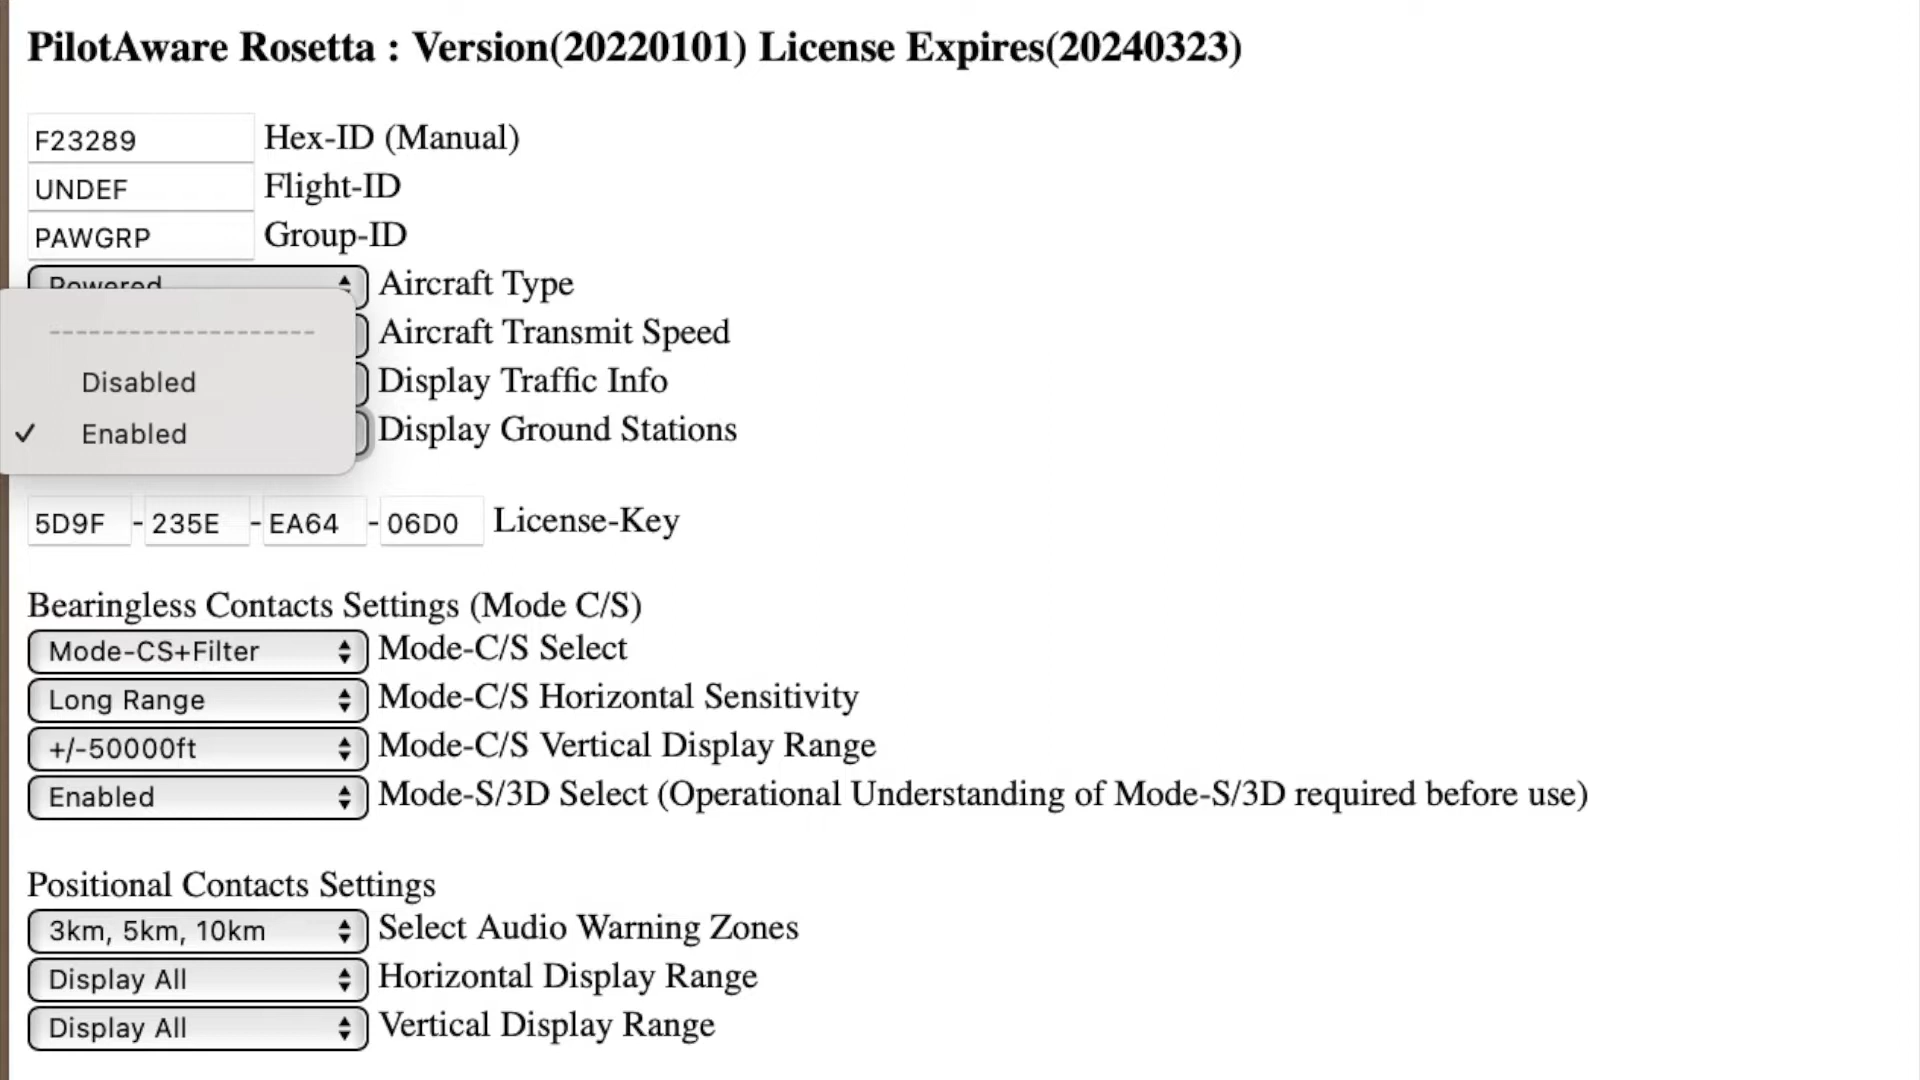 PilotAware Rosetta : Version(20220101) License Expires(20240323)
F23289 Hex-ID (Manual)
UNDEF Flight-ID
PAWGRP Group-ID
Powered Aircraft Type
Aircraft Transmit Speed
Disabled Display Traffic Info
✓ Enabled Display Ground Stations
5D9F - 235E - EA64 - 06D0 License-Key
Bearingless Contacts Settings (Mode C/S)
Mode-CS+Filter Mode-C/S Select
Long Range Mode-C/S Horizontal Sensitivity
+/-50000ft Mode-C/S Vertical Display Range
Enabled Mode-S/3D Select (Operational Understanding of Mode-S/3D required before use)
Positional Contacts Settings
3km, 5km, 10km Select Audio Warning Zones
Display All Horizontal Display Range
Display All Vertical Display Range